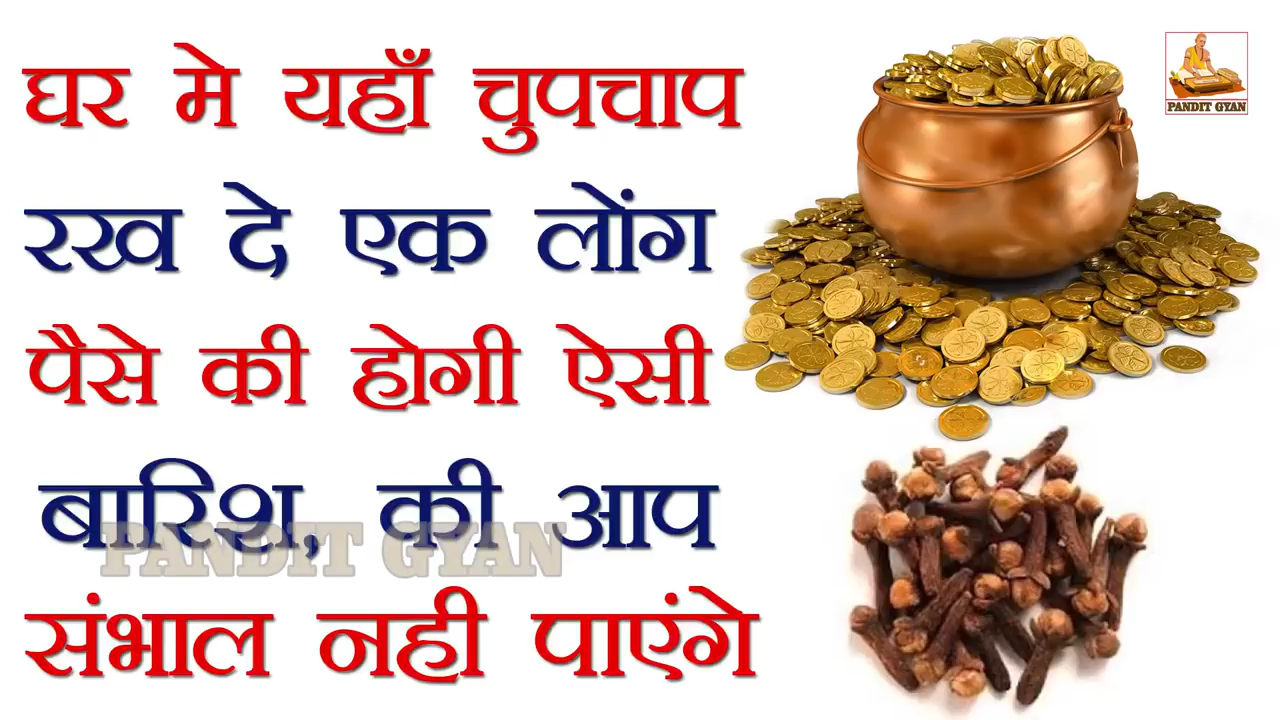 घर मे यहाँ चुपचाप
रख दे एक लोंग
पैसे की होगी ऐसी
बारिश, की आप
संभाल नही पाएंगे
PANDIT GYAN
PANDIT GYAN